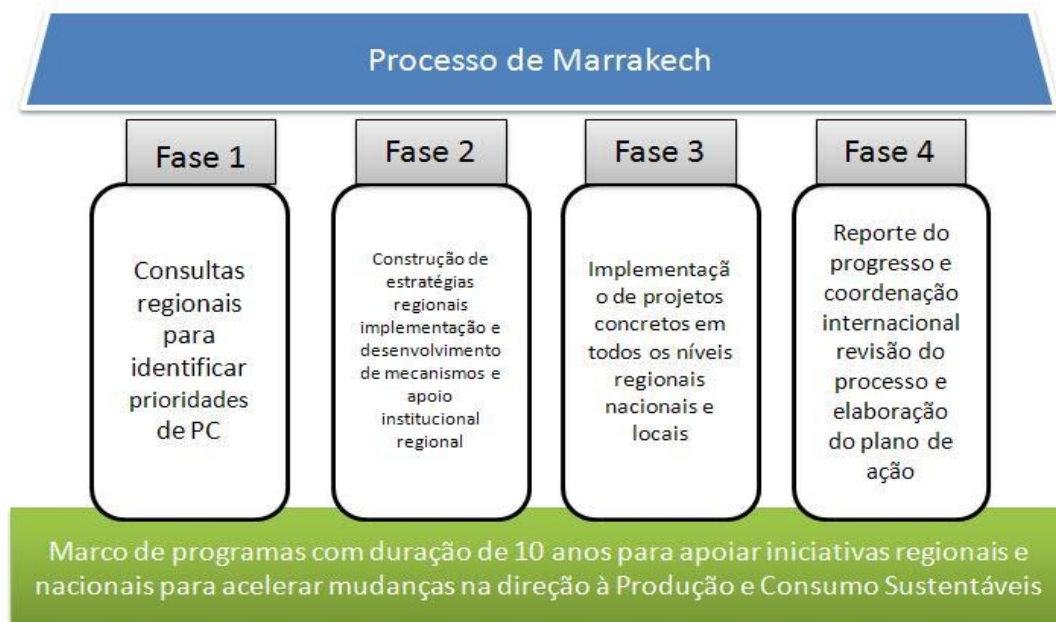 Processo de Marrakech
Fase 1
Consultas
regionais
para
identificar
prioridades
de PC
Fase 2
Construção de
estratégias
regionais
implementação e
desenvolvimento
de mecanismos e
apoio
institucional
regional
Fase 3
Implementaçã
o de projetos
concretos em
todos os níveis
regionais
nacionais e
locais
Fase 4
Reporte do
progresso e
coordenação
internacional
revisão do
processo e
elaboração
do plano de
ação
Marco de programas com duração de 10 anos para apoiar iniciativas regionais e
nacionais para acelerar mudanças na direção à Produção e Consumo Sustentáveis